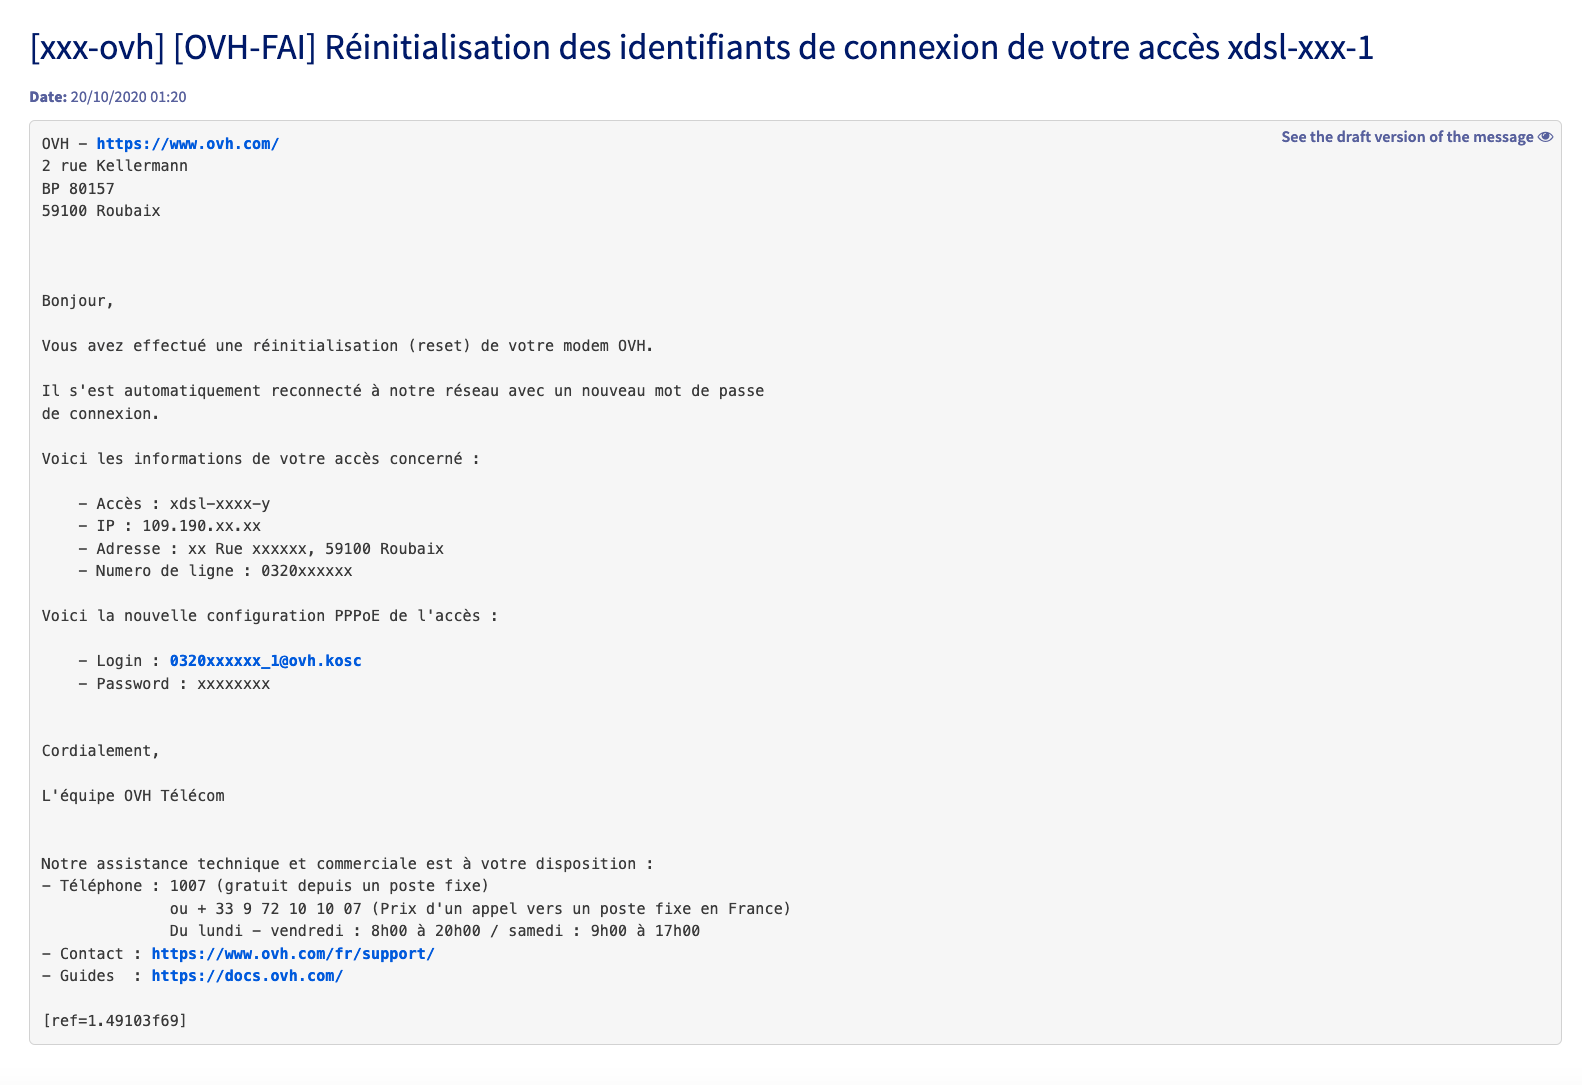 [xxx-ovh] [OVH-FAI] Réinitialisation des identifiants de connexion de votre accès xdsl-xxx-1
Date: 20/10/2020 01:20
See the draft version of the message
OVH – https://www.ovh.com/
2 rue Kellermann
BP 80157
59100 Roubaix
Bonjour,
Vous avez effectué une réinitialisation (reset) de votre modem OVH.
Il s'est automatiquement reconnecté à notre réseau avec un nouveau mot de passe
de connexion.
Voici les informations de votre accès concerné :
– Accès : xdsl–xxxx–y
– IP : 109.190.xx.xx
– Adresse : xx Rue xxxxxx, 59100 Roubaix
– Numero de ligne : 0320xxxxxx
Voici la nouvelle configuration PPPoE de l'accès :
– Login : 0320xxxxxx_1@ovh.kosc
– Password : xxxxxxxx
Cordialement,
L'équipe OVH Télécom
Notre assistance technique et commerciale est à votre disposition :
– Téléphone : 1007 (gratuit depuis un poste fixe)
ou + 33 9 72 10 10 07 (Prix d'un appel vers un poste fixe en France)
Du lundi – vendredi : 8h00 à 20h00 / samedi : 9h00 à 17h00
– Contact : https://www.ovh.com/fr/support/
– Guides  : https://docs.ovh.com/
[ref=1.49103f69]